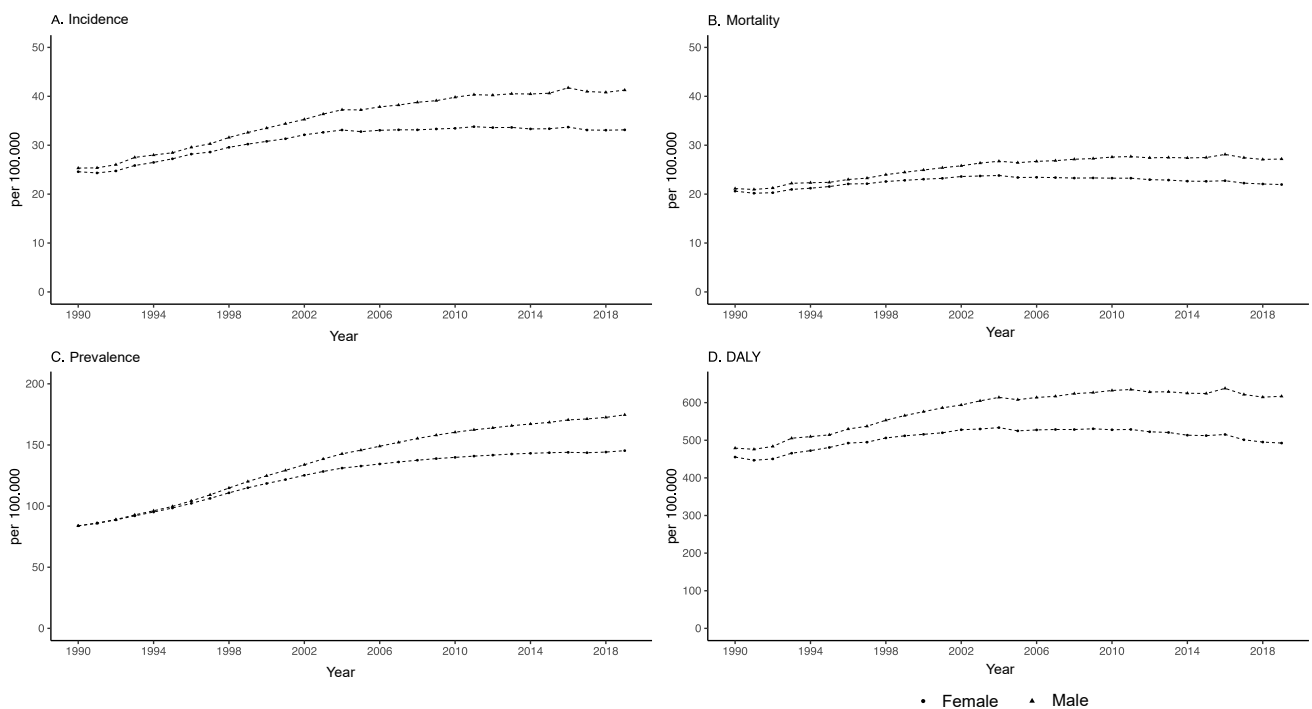 A. Incidence
50
40
30
20
10
0
per 100.000
1990 1994 1998 2002 2006 2010 2014 2018
Year
B. Mortality
50
40
30
20
10
0
per 100.000
1990 1994 1998 2002 2006 2010 2014 2018
Year
C. Prevalence
200
150
100
50
0
per 100.000
1990 1994 1998 2002 2006 2010 2014 2018
Year
D. DALY
600
500
400
300
200
100
0
per 100.000
1990 1994 1998 2002 2006 2010 2014 2018
Year
Female Male